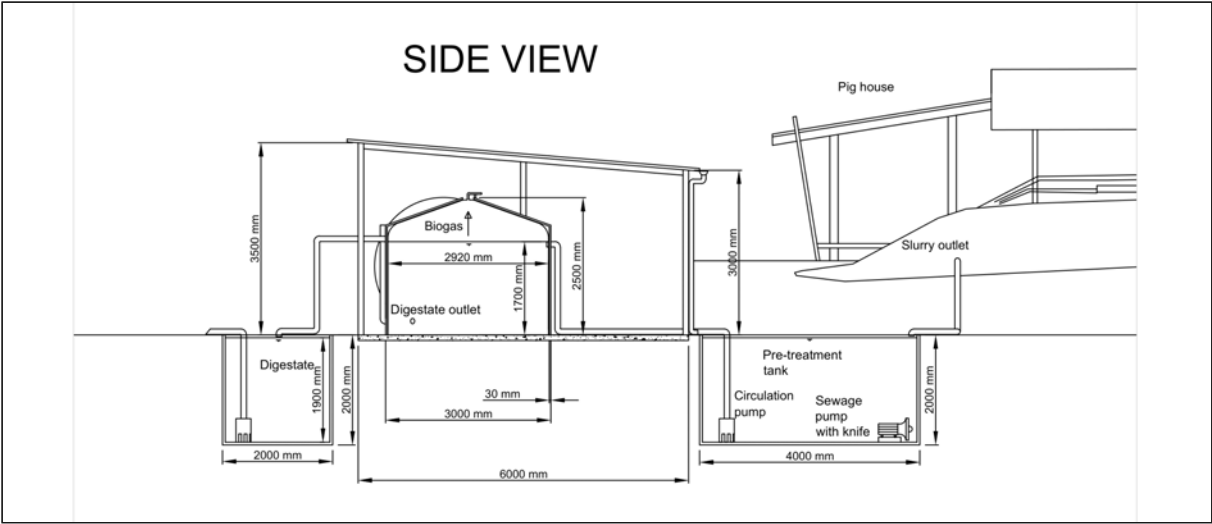 SIDE VIEW
Pig house
3500 mm
Biogas
2920 mm
1700 mm
2500 mm
3000 mm
Slurry outlet
Digestate outlet
Digestate
1900 mm
2000 mm
2000 mm
30 mm
3000 mm
6000 mm
Pre-treatment
tank
Circulation
pump
Sewage
pump
with knife
2000 mm
4000 mm